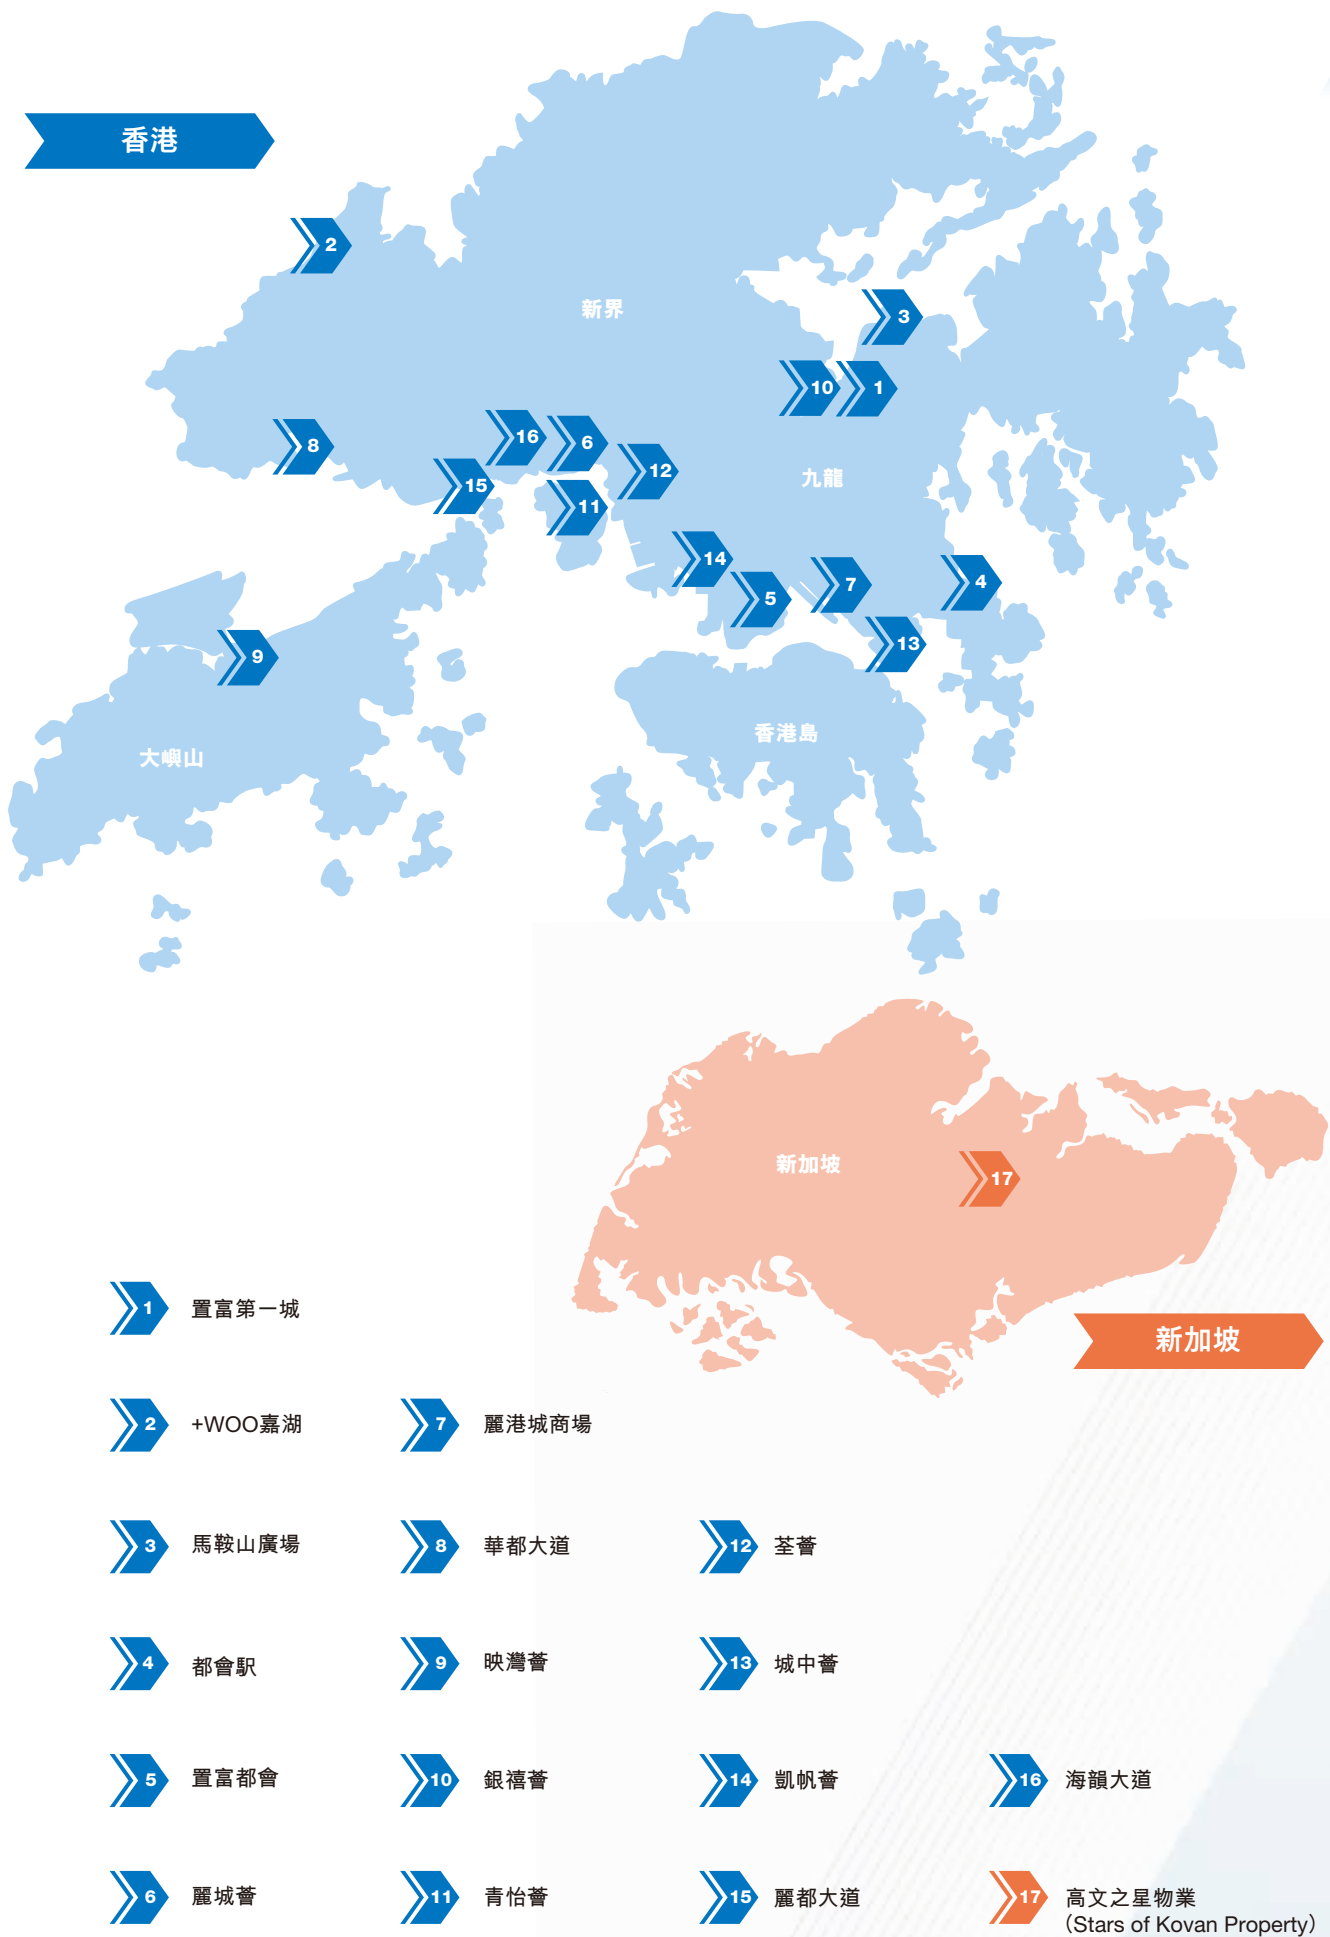 香港
2
新界
3
10
1
16
6
8
12
九龍
15
11
14
7
4
5
13
9
香港島
大嶼山
新加坡
17
新加坡
1 置富第一城
2 +WOO嘉湖
3 馬鞍山廣場
4 都會駅
5 置富都會
6 麗城薈
7 麗港城商場
8 華都大道
9 映灣薈
10 銀禧薈
11 青怡薈
12 荃薈
13 城中薈
14 凱帆薈
15 麗都大道
16 海韻大道
17 高文之星物業
(Stars of Kovan Property)